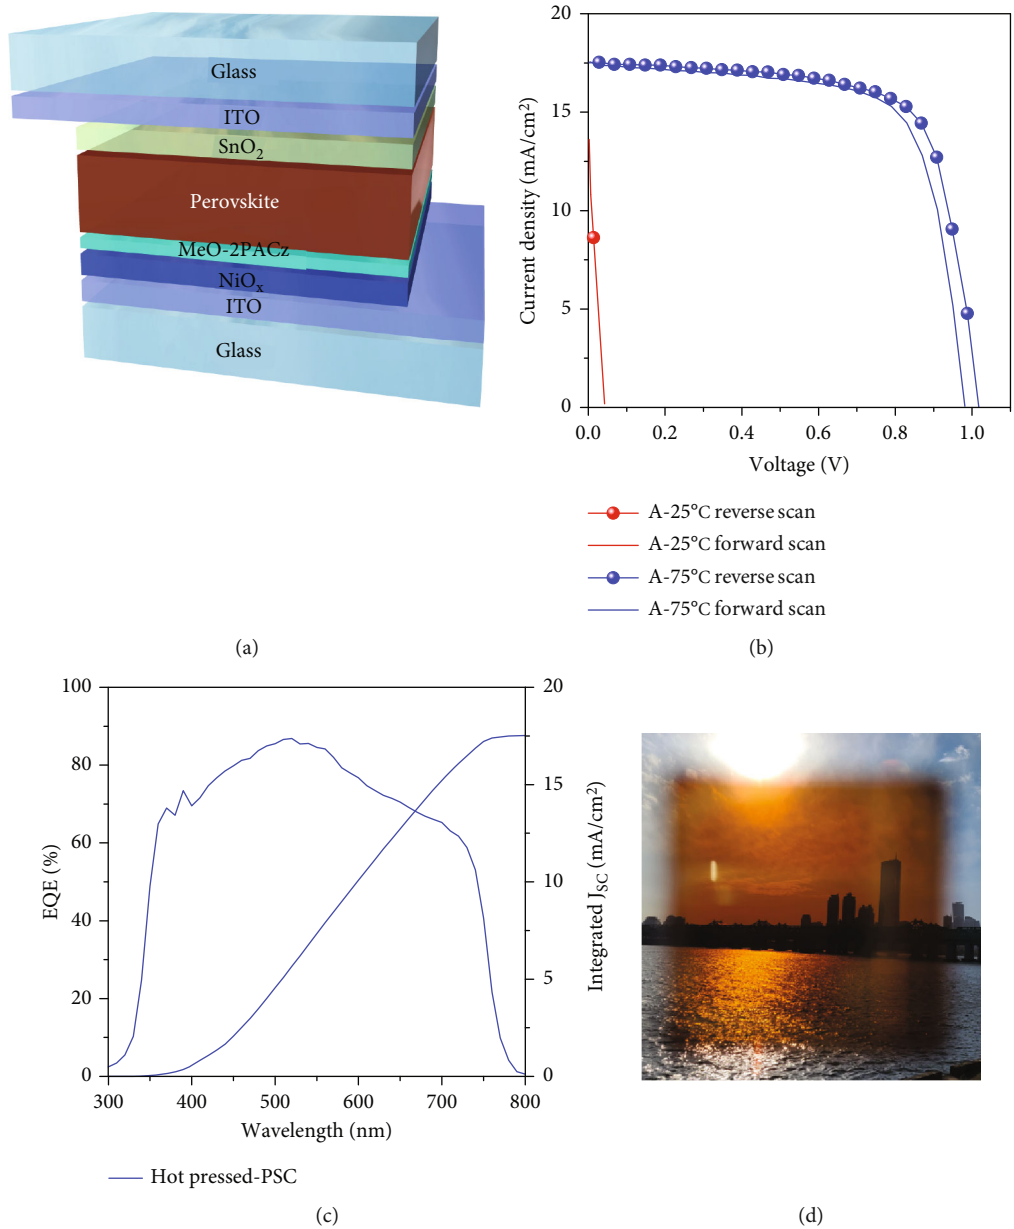 Glass
ITO
SnO₂
Perovskite
MeO-2PACz
NiOₓ
ITO
Glass
(a)
20
15
10
5
0
Current density (mA/cm²)
0.0 0.2 0.4 0.6 0.8 1.0
Voltage (V)
A-25°C reverse scan
A-25°C forward scan
A-75°C reverse scan
A-75°C forward scan
(b)
100
80
60
40
20
0
EQE (%)
20
15
10
5
0
Integrated J_SC (mA/cm²)
300 400 500 600 700 800
Wavelength (nm)
Hot pressed-PSC
(c)
(d)